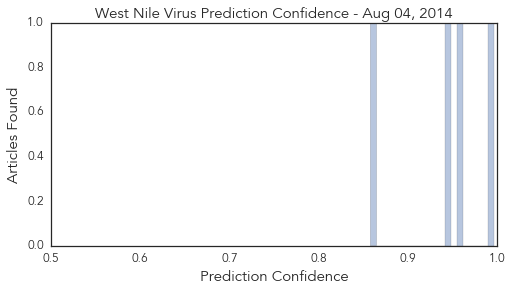 West Nile Virus Prediction Confidence - Aug 04, 2014
1.0
0.8
0.6
0.4
0.2
0.0
Articles Found
0.5 0.6 0.7 0.8 0.9 1.0
Prediction Confidence